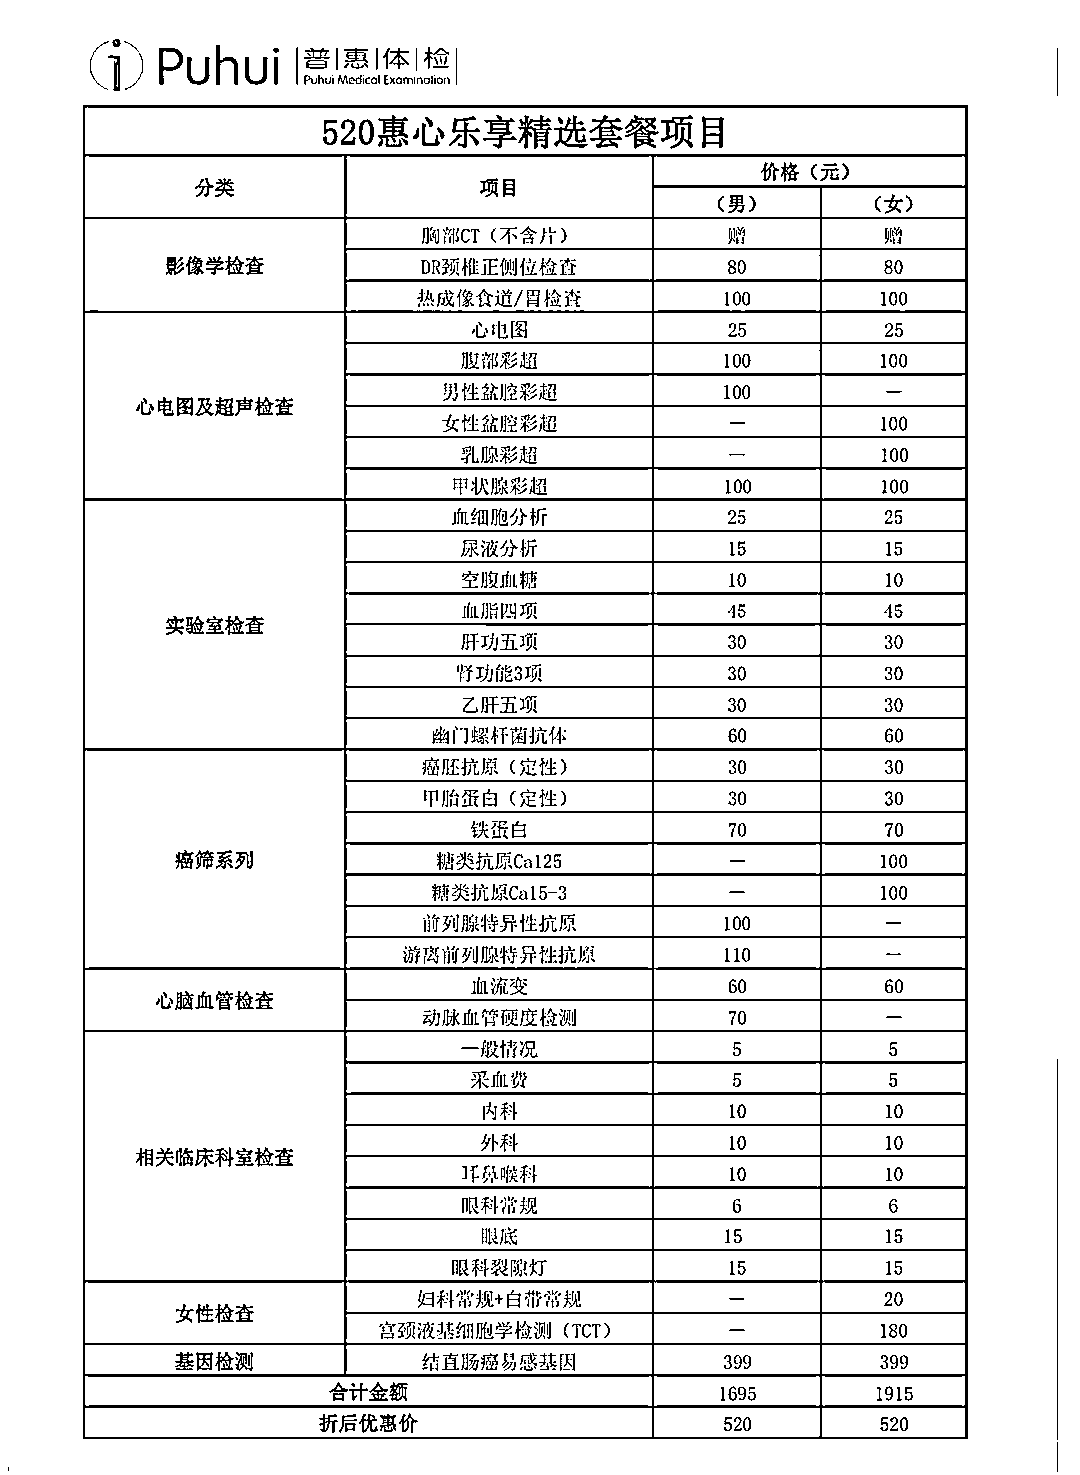 i Puhui 普惠体检
Puhui Medical Examination
520惠心乐享精选套餐项目
分类 项目 价格（元）
（男） （女）
影像学检查
胸部CT（不含片） 赠 赠
DR颈椎正侧位检查 80 80
热成像食道/胃检查 100 100
心电图及超声检查
心电图 25 25
腹部彩超 100 100
男性盆腔彩超 100 —
女性盆腔彩超 — 100
乳腺彩超 — 100
甲状腺彩超 100 100
实验室检查
血细胞分析 25 25
尿液分析 15 15
空腹血糖 10 10
血脂四项 45 45
肝功五项 30 30
肾功能3项 30 30
乙肝五项 30 30
幽门螺杆菌抗体 60 60
癌筛系列
癌胚抗原（定性） 30 30
甲胎蛋白（定性） 30 30
铁蛋白 70 70
糖类抗原Ca125 — 100
糖类抗原Ca15-3 — 100
前列腺特异性抗原 100 —
游离前列腺特异性抗原 110 —
心脑血管检查
血流变 60 60
动脉血管硬度检测 70 —
相关临床科室检查
一般情况 5 5
采血费 5 5
内科 10 10
外科 10 10
耳鼻喉科 10 10
眼科常规 6 6
眼底 15 15
眼科裂隙灯 15 15
女性检查
妇科常规+白带常规 — 20
宫颈液基细胞学检测（TCT） — 180
基因检测 结直肠癌易感基因 399 399
合计金额 1695 1915
折后优惠价 520 520